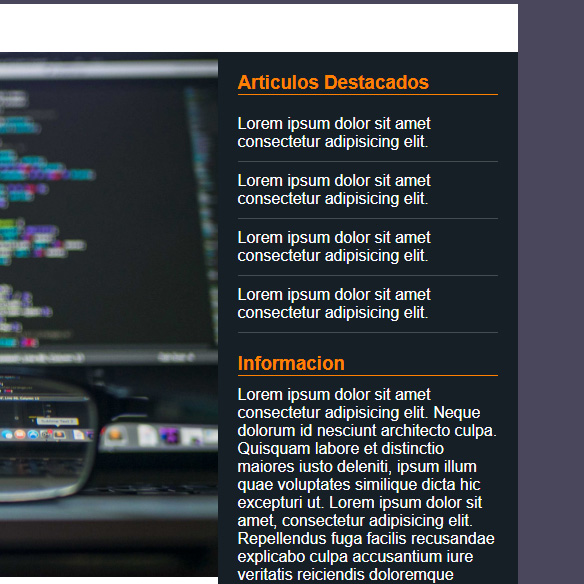 Articulos Destacados
Lorem ipsum dolor sit amet
consectetur adipisicing elit.
Lorem ipsum dolor sit amet
consectetur adipisicing elit.
Lorem ipsum dolor sit amet
consectetur adipisicing elit.
Lorem ipsum dolor sit amet
consectetur adipisicing elit.
Informacion
Lorem ipsum dolor sit amet
consectetur adipisicing elit. Neque
dolorum id nesciunt architecto culpa.
Quisquam labore et distinctio
maiores iusto deleniti, ipsum illum
quae voluptates similique dicta hic
excepturi ut. Lorem ipsum dolor sit
amet, consectetur adipisicing elit.
Repellendus fuga facilis recusandae
explicabo culpa accusantium iure
veritatis reiciendis doloremque